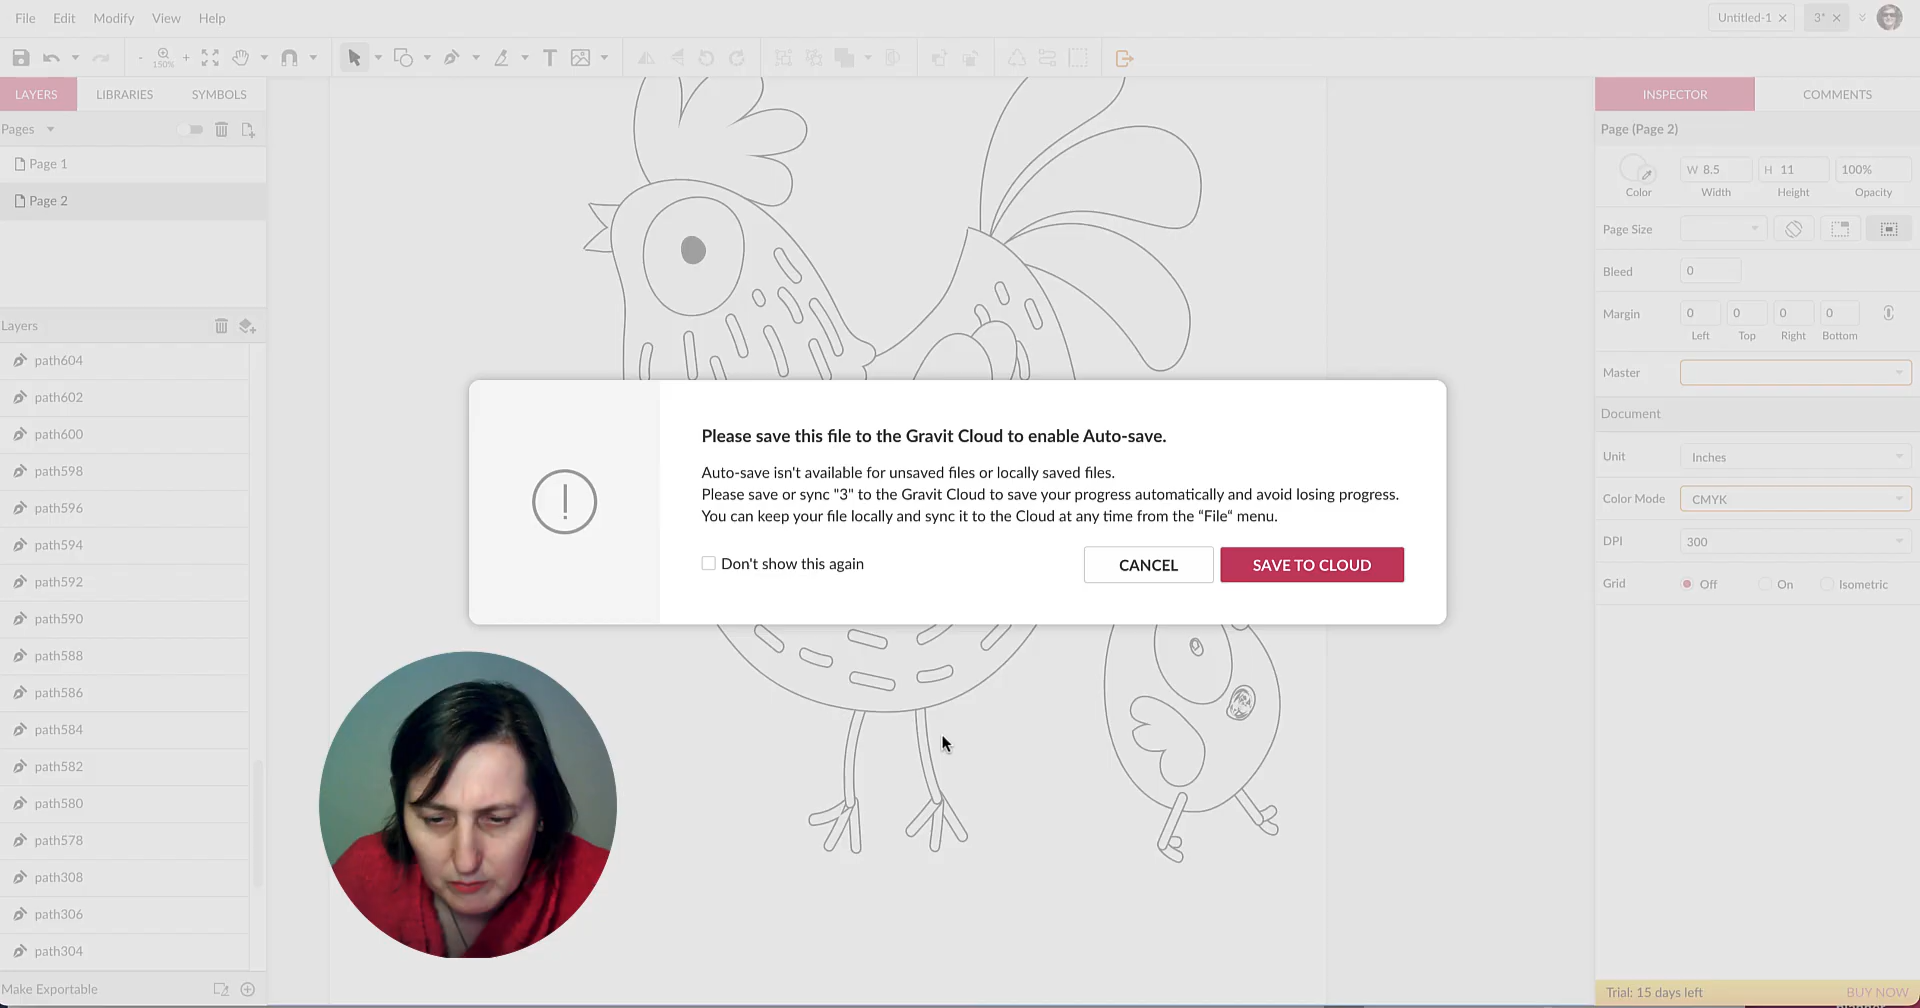 File Edit Modify View Help
Untitled-1
3*
- 150% +
LAYERS LIBRARIES SYMBOLS
Pages
Page 1
Page 2
Layers
path604
path602
path600
path598
path596
path594
path592
path590
path588
path586
path584
path582
path580
path578
path308
path306
path304
Make Exportable
Please save this file to the Gravit Cloud to enable Auto-save.
Auto-save isn't available for unsaved files or locally saved files.
Please save or sync "3" to the Gravit Cloud to save your progress automatically and avoid losing progress.
You can keep your file locally and sync it to the Cloud at any time from the “File“ menu.
Don't show this again
CANCEL SAVE TO CLOUD
INSPECTOR COMMENTS
Page (Page 2)
W 8.5 H 11 100%
Color Width Height Opacity
Page Size
Bleed 0
Margin 0 0 0 0
Left Top Right Bottom
Master
Document
Unit Inches
Color Mode CMYK
DPI 300
Grid Off On Isometric
Trial: 15 days left BUY NOW